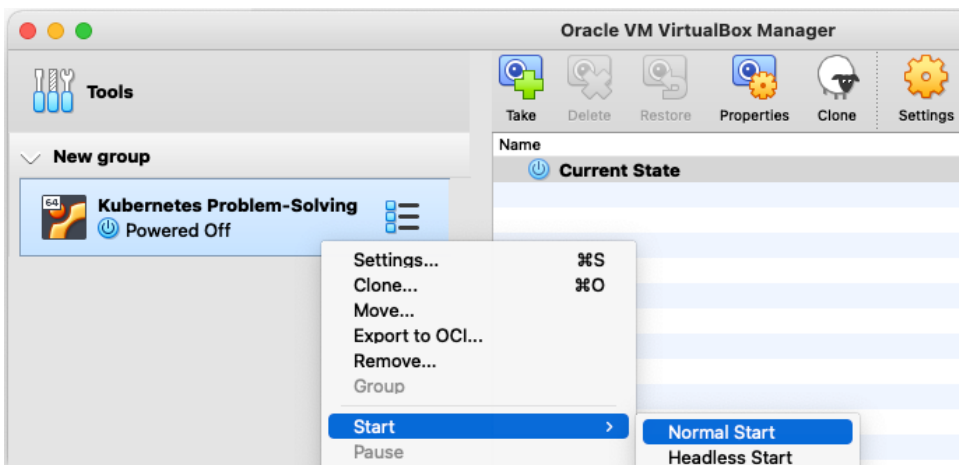 Oracle VM VirtualBox Manager
Tools
Take Delete Restore Properties Clone Settings
New group
Name
Current State
64
Kubernetes Problem-Solving
Powered Off
Settings... ⌘S
Clone... ⌘O
Move...
Export to OCI...
Remove...
Group
Start >
Normal Start
Pause
Headless Start